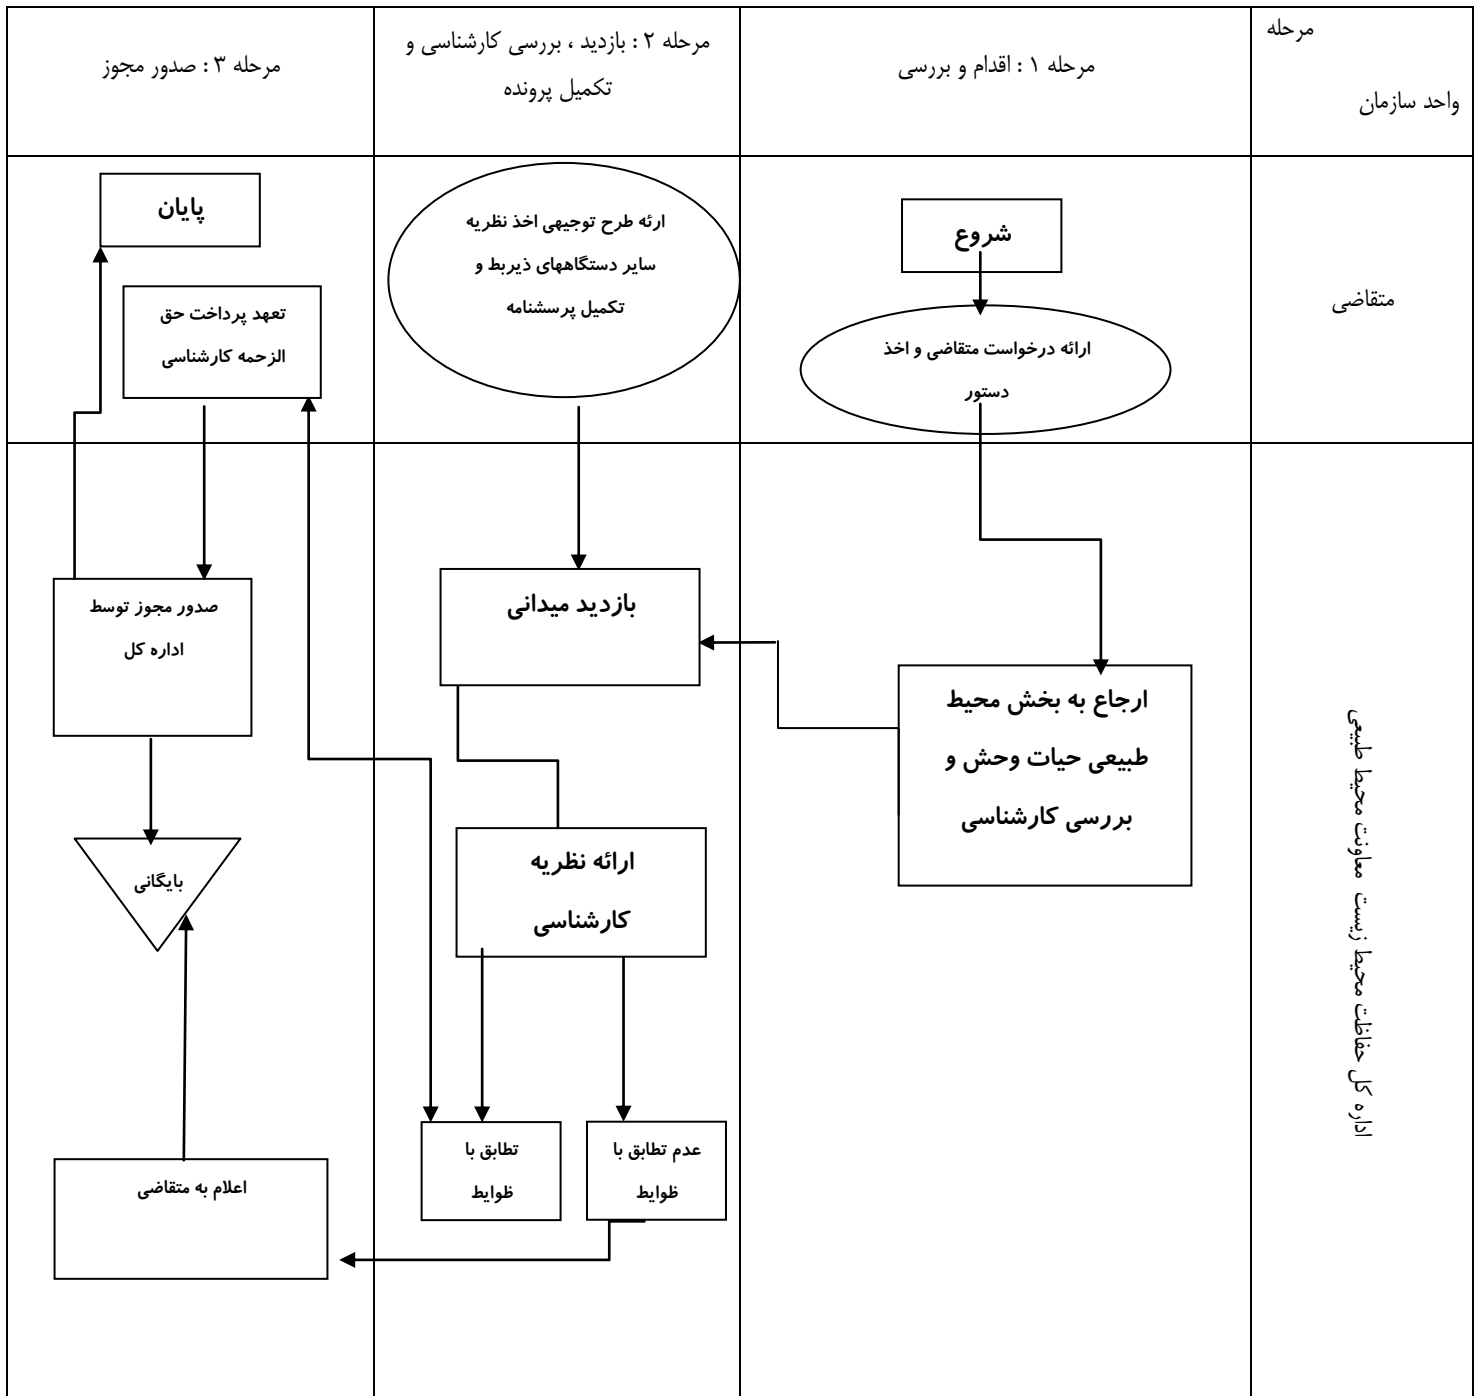 مرحله
واحد سازمان
مرحله ۱ : اقدام و بررسی
مرحله ۲ : بازدید ، بررسی کارشناسی و
تکمیل پرونده
مرحله ۳ : صدور مجوز
متقاضی
شروع
ارائه درخواست متقاضی و اخذ
دستور
ارئه طرح توجیهی اخذ نظریه
سایر دستگاههای ذیربط و
تکمیل پرسشنامه
پایان
تعهد پرداخت حق
الزحمه کارشناسی
اداره کل حفاظت محیط زیست معاونت محیط طبیعی
ارجاع به بخش محیط
طبیعی حیات وحش و
بررسی کارشناسی
بازدید میدانی
ارائه نظریه
کارشناسی
عدم تطابق با
ظوایط
تطابق با
ظوایط
صدور مجوز توسط
اداره کل
بایگانی
اعلام به متقاضی